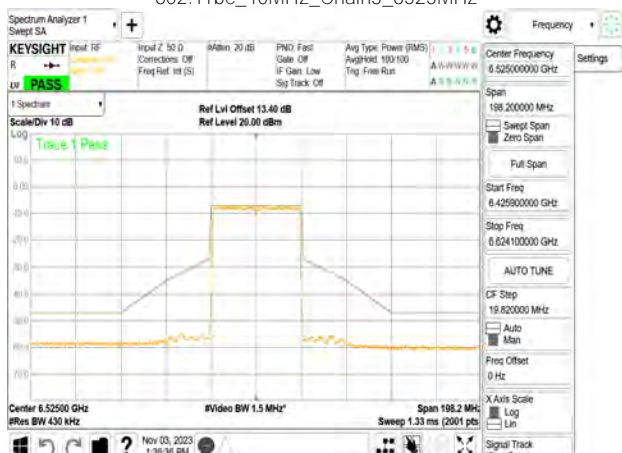 Spectrum Analyzer 1
Swept SA
Frequency
KEYSIGHT Input: RF
Input Z: 50 Ω
#Atten: 20 dB
PNO: Fast
Avg Type: Power (RMS)
R
Corrections: Off
Gate: Off
Avg|Hold: 100/100
Freq Ref: Int (S)
IF Gain: Low
Trig: Free Run
Sig Track: Off
LV PASS
Center Frequency
6.525000000 GHz
Settings
1 Spectrum
Ref Lvl Offset 13.40 dB
Scale/Div 10 dB
Ref Level 20.00 dBm
Log
Trace 1 Pass
Span
198.200000 MHz
Swept Span
Zero Span
Full Span
Start Freq
6.425900000 GHz
Stop Freq
6.624100000 GHz
AUTO TUNE
CF Step
19.820000 MHz
Auto
Man
Freq Offset
0 Hz
X Axis Scale
Log
Lin
Signal Track
Center 6.52500 GHz
#Video BW 1.5 MHz*
Span 198.2 MHz
#Res BW 430 kHz
Sweep 1.33 ms (2001 pts
Nov 03, 2023
1:36:36 PM